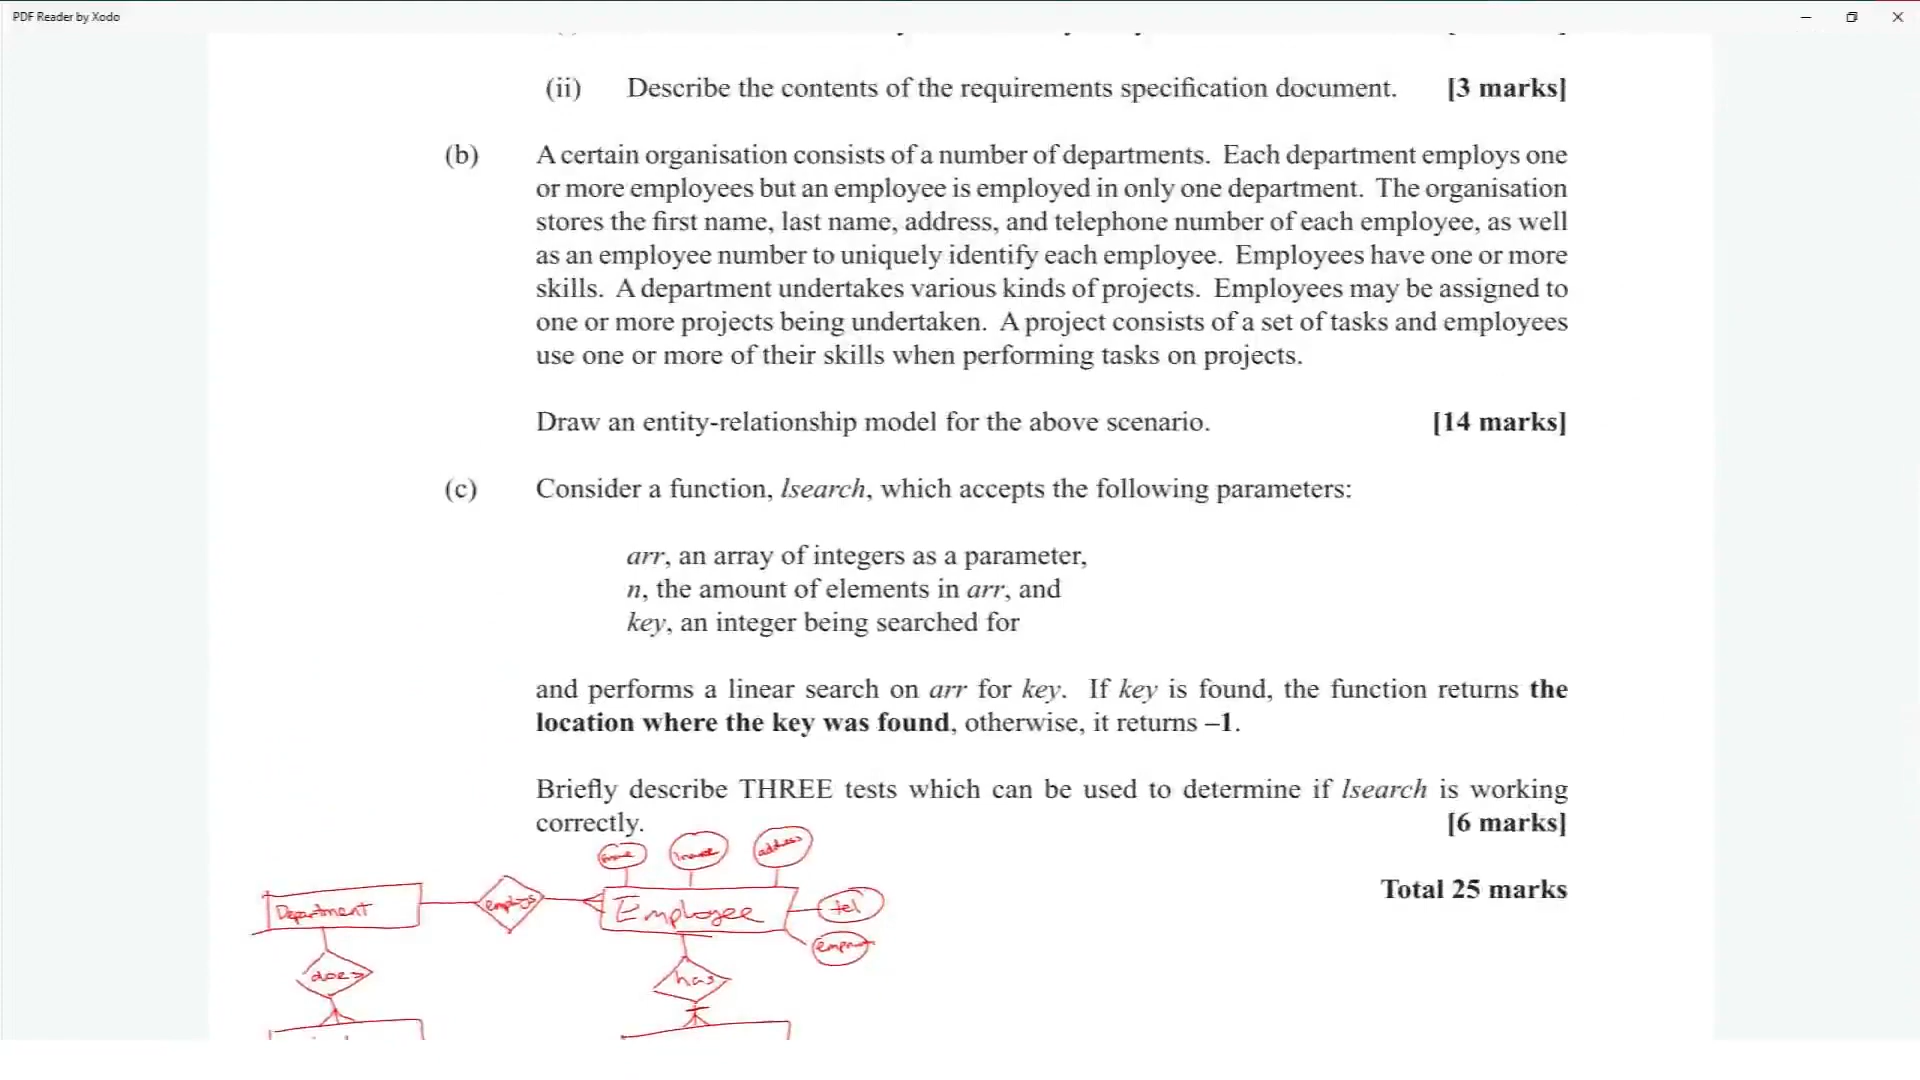 PDF Reader by Xodo
(ii) Describe the contents of the requirements specification document. [3 marks]
(b) A certain organisation consists of a number of departments. Each department employs one
or more employees but an employee is employed in only one department. The organisation
stores the first name, last name, address, and telephone number of each employee, as well
as an employee number to uniquely identify each employee. Employees have one or more
skills. A department undertakes various kinds of projects. Employees may be assigned to
one or more projects being undertaken. A project consists of a set of tasks and employees
use one or more of their skills when performing tasks on projects.
Draw an entity-relationship model for the above scenario. [14 marks]
(c) Consider a function, lsearch, which accepts the following parameters:
arr, an array of integers as a parameter,
n, the amount of elements in arr, and
key, an integer being searched for
and performs a linear search on arr for key. If key is found, the function returns the
location where the key was found, otherwise, it returns –1.
Briefly describe THREE tests which can be used to determine if lsearch is working
correctly. [6 marks]
address
Total 25 marks
Department employs Employee tel
does has